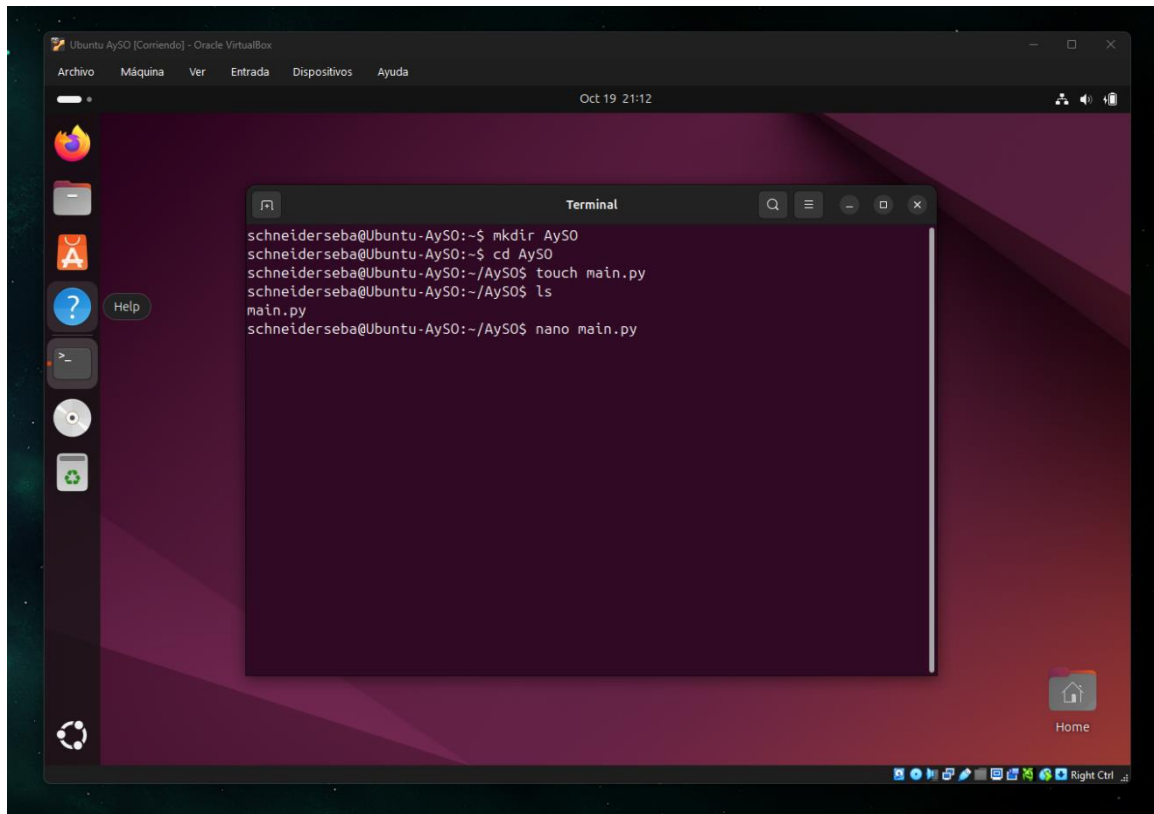 Ubuntu AySO [Corriendo] - Oracle VirtualBox
Archivo Máquina Ver Entrada Dispositivos Ayuda
Oct 19 21:12
Terminal
schneiderseba@Ubuntu-AySO:~$ mkdir AySO
schneiderseba@Ubuntu-AySO:~$ cd AySO
schneiderseba@Ubuntu-AySO:~/AySO$ touch main.py
schneiderseba@Ubuntu-AySO:~/AySO$ ls
main.py
schneiderseba@Ubuntu-AySO:~/AySO$ nano main.py
Help
Home
Right Ctrl